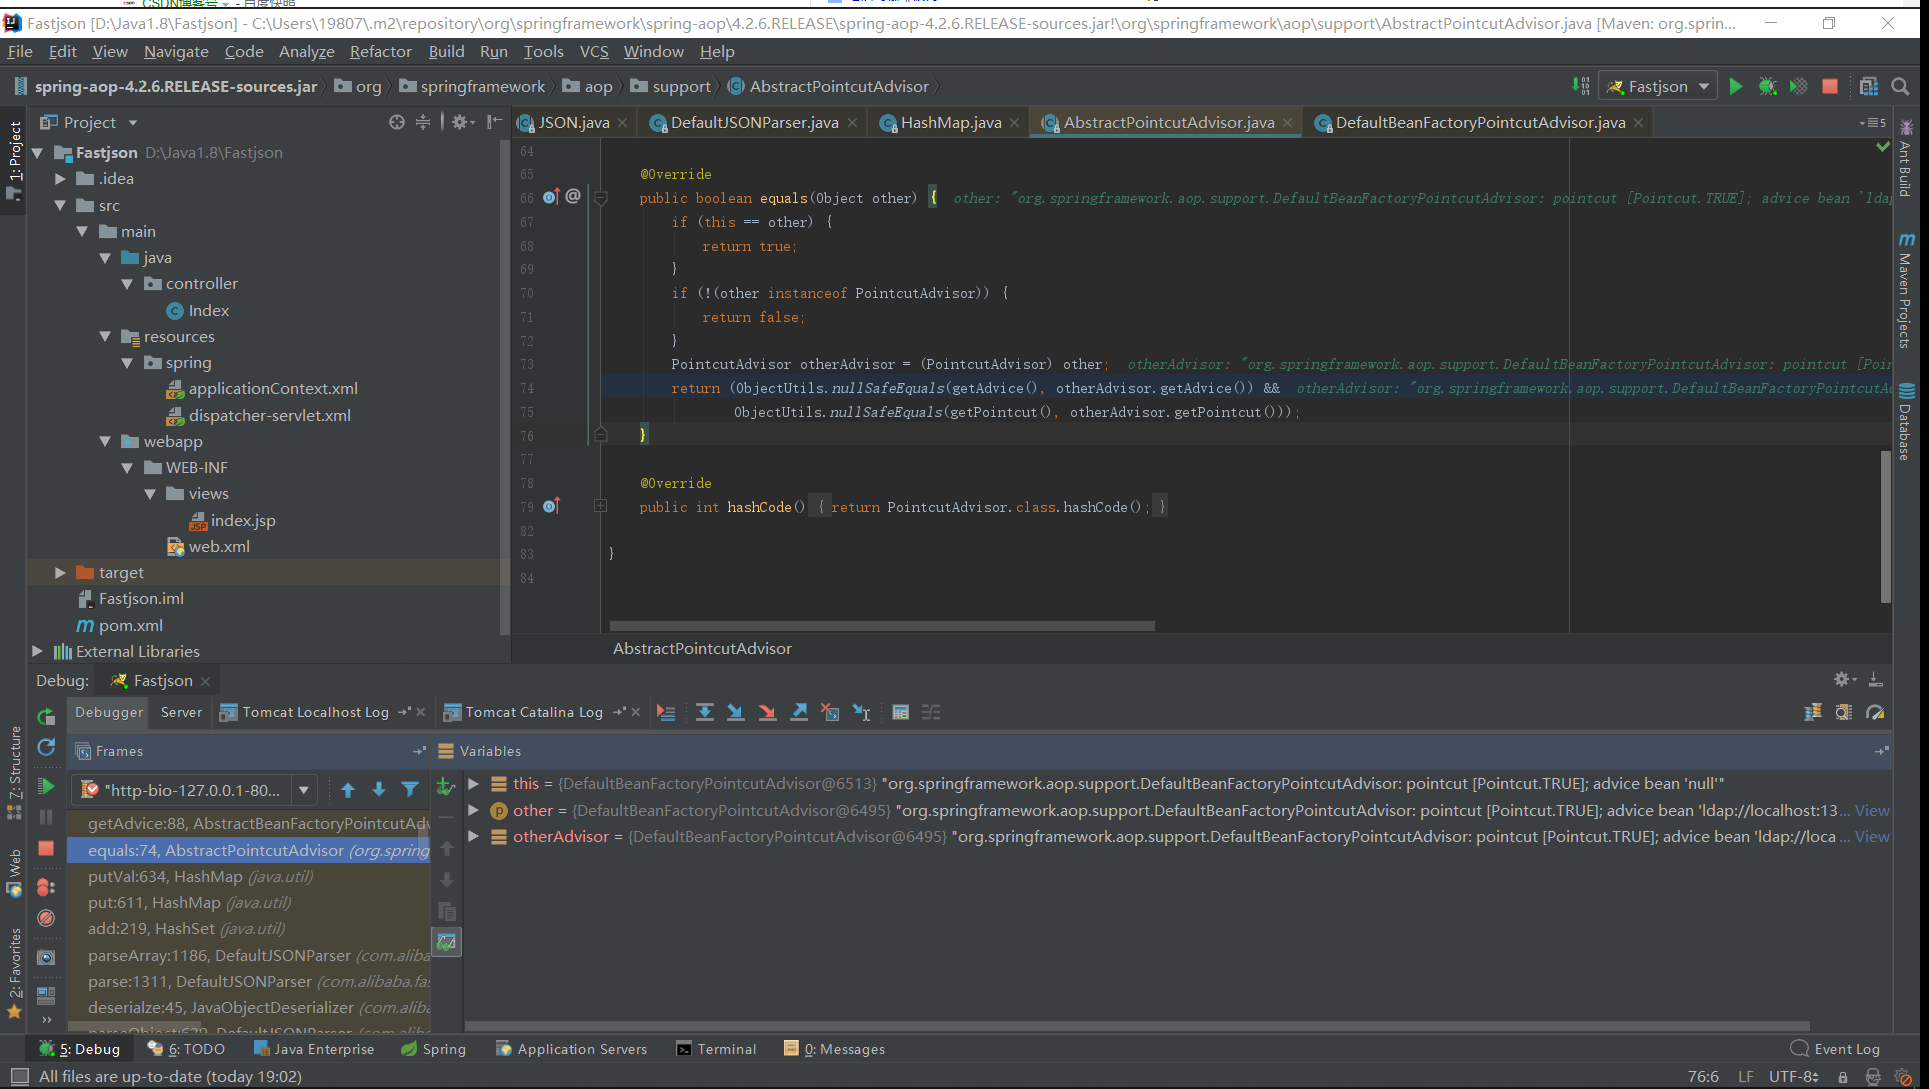 Fastjson [D:\Java1.8\Fastjson] - C:\Users\19807\.m2\repository\org\springframework\spring-aop\4.2.6.RELEASE\spring-aop-4.2.6.RELEASE-sources.jar!\org\springframework\aop\support\AbstractPointcutAdvisor.java [Maven: org.sprin...
File Edit View Navigate Code Analyze Refactor Build Run Tools VCS Window Help
spring-aop-4.2.6.RELEASE-sources.jar org springframework aop support AbstractPointcutAdvisor
Fastjson
Project
JSON.java DefaultJSONParser.java HashMap.java AbstractPointcutAdvisor.java DefaultBeanFactoryPointcutAdvisor.java
5
1: Project
Fastjson D:\Java1.8\Fastjson
.idea
src
main
java
controller
Index
resources
spring
applicationContext.xml
dispatcher-servlet.xml
webapp
WEB-INF
views
index.jsp
web.xml
target
Fastjson.iml
pom.xml
External Libraries
64
65 @Override
66 public boolean equals(Object other) { other: "org.springframework.aop.support.DefaultBeanFactoryPointcutAdvisor: pointcut [Pointcut.TRUE]; advice bean 'ldap
67 if (this == other) {
68 return true;
69 }
70 if (!(other instanceof PointcutAdvisor)) {
71 return false;
72 }
73 PointcutAdvisor otherAdvisor = (PointcutAdvisor) other; otherAdvisor: "org.springframework.aop.support.DefaultBeanFactoryPointcutAdvisor: pointcut [Poin
74 return (ObjectUtils.nullSafeEquals(getAdvice(), otherAdvisor.getAdvice()) && otherAdvisor: "org.springframework.aop.support.DefaultBeanFactoryPointcutAd
75 ObjectUtils.nullSafeEquals(getPointcut(), otherAdvisor.getPointcut()));
76 }
77
78 @Override
79 public int hashCode() { return PointcutAdvisor.class.hashCode(); }
82
83 }
84
AbstractPointcutAdvisor
Ant Build
Maven Projects
Database
Debug: Fastjson
Debugger Server Tomcat Localhost Log Tomcat Catalina Log
Frames
Variables
"http-bio-127.0.0.1-80...
getAdvice:88, AbstractBeanFactoryPointcutAdv
equals:74, AbstractPointcutAdvisor (org.spring
putVal:634, HashMap (java.util)
put:611, HashMap (java.util)
add:219, HashSet (java.util)
parseArray:1186, DefaultJSONParser (com.aliba
parse:1311, DefaultJSONParser (com.alibaba.fas
deserialze:45, JavaObjectDeserializer (com.alib
this = {DefaultBeanFactoryPointcutAdvisor@6513} "org.springframework.aop.support.DefaultBeanFactoryPointcutAdvisor: pointcut [Pointcut.TRUE]; advice bean 'null'"
other = {DefaultBeanFactoryPointcutAdvisor@6495} "org.springframework.aop.support.DefaultBeanFactoryPointcutAdvisor: pointcut [Pointcut.TRUE]; advice bean 'ldap://localhost:13... View
otherAdvisor = {DefaultBeanFactoryPointcutAdvisor@6495} "org.springframework.aop.support.DefaultBeanFactoryPointcutAdvisor: pointcut [Pointcut.TRUE]; advice bean 'ldap://loca ... View
7: Structure
Web
2: Favorites
5: Debug 6: TODO Java Enterprise Spring Application Servers Terminal 0: Messages Event Log
All files are up-to-date (today 19:02) 76:6 LF UTF-8